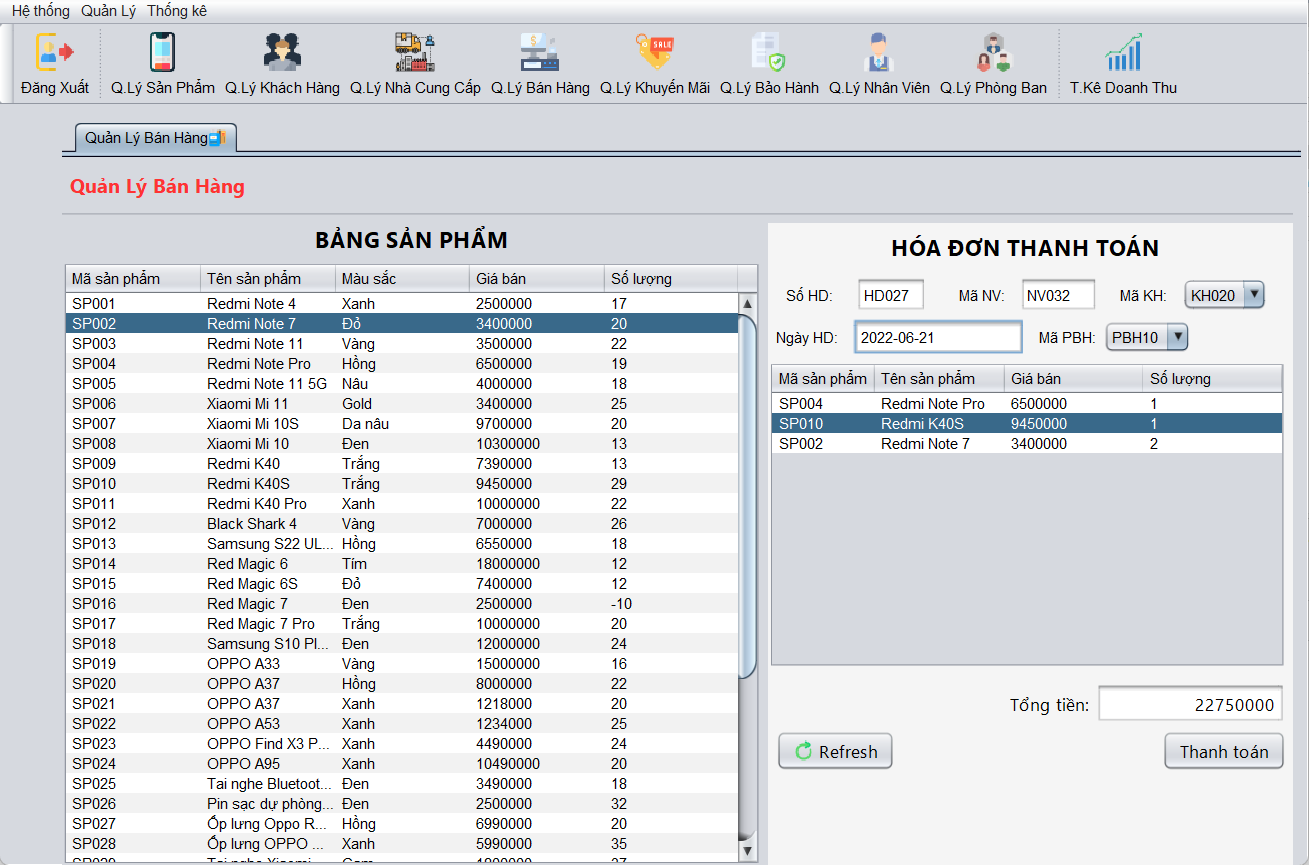 Hệ thống Quản Lý Thống kê
Đăng Xuất Q.Lý Sản Phẩm Q.Lý Khách Hàng Q.Lý Nhà Cung Cấp Q.Lý Bán Hàng Q.Lý Khuyến Mãi Q.Lý Bảo Hành Q.Lý Nhân Viên Q.Lý Phòng Ban T.Kê Doanh Thu
Quản Lý Bán Hàng
Quản Lý Bán Hàng
BẢNG SẢN PHẨM
Mã sản phẩm Tên sản phẩm Màu sắc Giá bán Số lượng
SP001 Redmi Note 4 Xanh 2500000 17
SP002 Redmi Note 7 Đỏ 3400000 20
SP003 Redmi Note 11 Vàng 3500000 22
SP004 Redmi Note Pro Hồng 6500000 19
SP005 Redmi Note 11 5G Nâu 4000000 18
SP006 Xiaomi Mi 11 Gold 3400000 25
SP007 Xiaomi Mi 10S Da nâu 9700000 20
SP008 Xiaomi Mi 10 Đen 10300000 13
SP009 Redmi K40 Trắng 7390000 13
SP010 Redmi K40S Trắng 9450000 29
SP011 Redmi K40 Pro Xanh 10000000 22
SP012 Black Shark 4 Vàng 7000000 26
SP013 Samsung S22 UL... Hồng 6550000 18
SP014 Red Magic 6 Tím 18000000 12
SP015 Red Magic 6S Đỏ 7400000 12
SP016 Red Magic 7 Đen 2500000 -10
SP017 Red Magic 7 Pro Trắng 10000000 20
SP018 Samsung S10 Pl... Đen 12000000 24
SP019 OPPO A33 Vàng 15000000 16
SP020 OPPO A37 Hồng 8000000 22
SP021 OPPO A37 Xanh 1218000 20
SP022 OPPO A53 Xanh 1234000 25
SP023 OPPO Find X3 P... Xanh 4490000 24
SP024 OPPO A95 Xanh 10490000 20
SP025 Tai nghe Bluetoot... Đen 3490000 18
SP026 Pin sạc dự phòng... Đen 2500000 32
SP027 Ốp lưng Oppo R... Hồng 6990000 20
SP028 Ốp lưng OPPO ... Xanh 5990000 35
HÓA ĐƠN THANH TOÁN
Số HD: HD027 Mã NV: NV032 Mã KH: KH020
Ngày HD: 2022-06-21 Mã PBH: PBH10
Mã sản phẩm Tên sản phẩm Giá bán Số lượng
SP004 Redmi Note Pro 6500000 1
SP010 Redmi K40S 9450000 1
SP002 Redmi Note 7 3400000 2
Tổng tiền: 22750000
Refresh Thanh toán